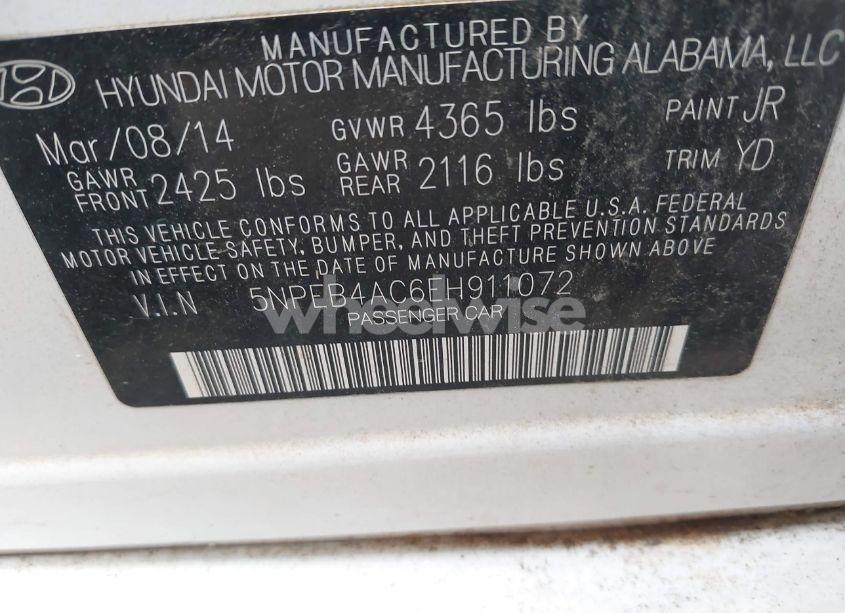 MANUFACTURED BY
HYUNDAI MOTOR MANUFACTURING ALABAMA, LLC
Mar/08/14 GVWR 4365 lbs PAINT JR
GAWR FRONT 2425 lbs GAWR REAR 2116 lbs TRIM YD
THIS VEHICLE CONFORMS TO ALL APPLICABLE U.S.A. FEDERAL
MOTOR VEHICLE SAFETY, BUMPER, AND THEFT PREVENTION STANDARDS
IN EFFECT ON THE DATE OF MANUFACTURE SHOWN ABOVE
V.I.N 5NPEB4AC6EH911072
wheelwise
PASSENGER CAR